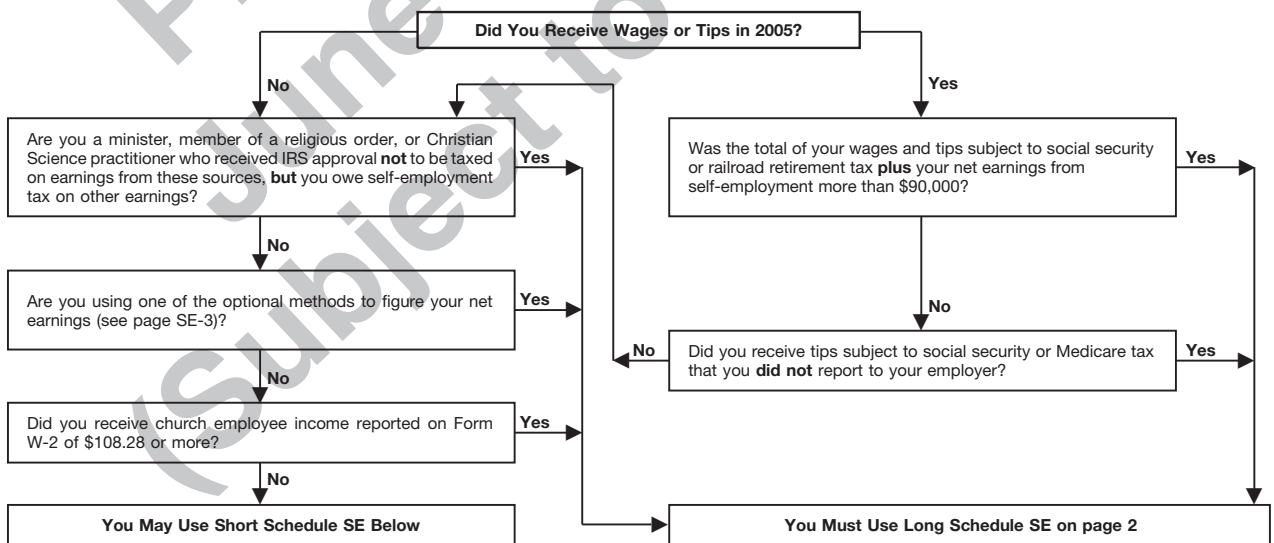 Did You Receive Wages or Tips in 2005?
No
Yes
Are you a minister, member of a religious order, or Christian
Science practitioner who received IRS approval not to be taxed
on earnings from these sources, but you owe self-employment
tax on other earnings?
Yes
Was the total of your wages and tips subject to social security
or railroad retirement tax plus your net earnings from
self-employment more than $90,000?
Yes
No
Are you using one of the optional methods to figure your net
earnings (see page SE-3)?
Yes
No
No
Did you receive tips subject to social security or Medicare tax
that you did not report to your employer?
Yes
No
Did you receive church employee income reported on Form
W-2 of $108.28 or more?
Yes
No
You May Use Short Schedule SE Below
You Must Use Long Schedule SE on page 2
June
(Subject to